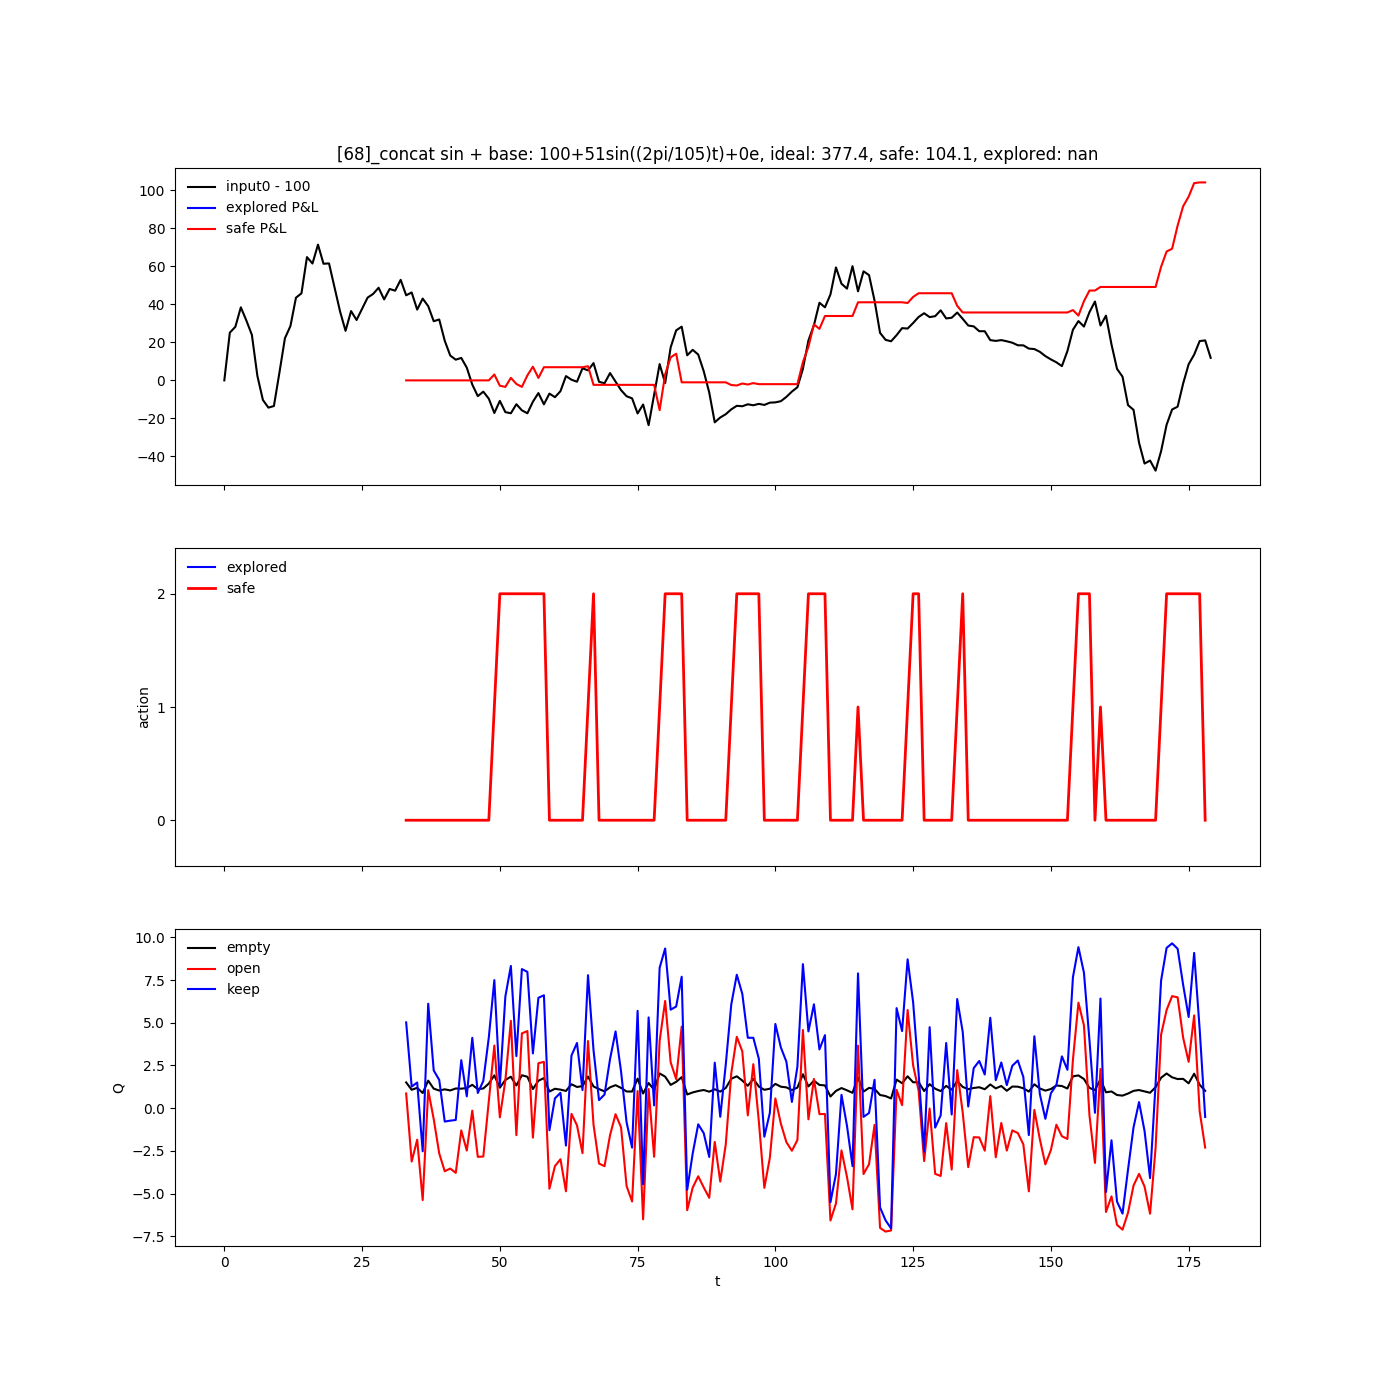 [68]_concat sin + base: 100+51sin((2pi/105)t)+0e, ideal: 377.4, safe: 104.1, explored: nan
input0 - 100
explored P&L
safe P&L
100
80
60
40
20
0
−20
−40
explored
safe
2
1
0
action
empty
open
keep
10.0
7.5
5.0
2.5
0.0
−2.5
−5.0
−7.5
Q
0 25 50 75 100 125 150 175
t